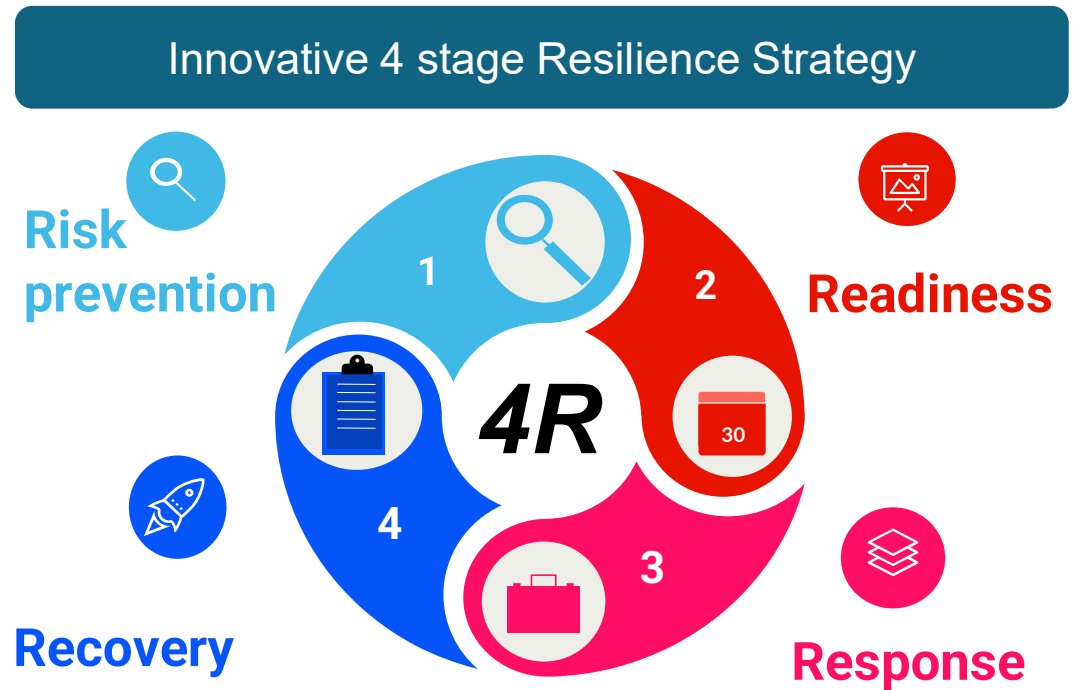 Innovative 4 stage Resilience Strategy
Risk
prevention
1
2
Readiness
4R
30
4
3
Recovery
Response